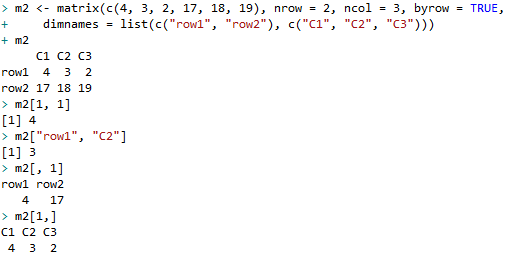 > m2 <- matrix(c(4, 3, 2, 17, 18, 19), nrow = 2, ncol = 3, byrow = TRUE,
+     dimnames = list(c("row1", "row2"), c("C1", "C2", "C3")))
+ m2
     C1 C2 C3
row1  4  3  2
row2 17 18 19
> m2[1, 1]
[1] 4
> m2["row1", "C2"]
[1] 3
> m2[, 1]
row1 row2
   4   17
> m2[1,]
C1 C2 C3
 4  3  2